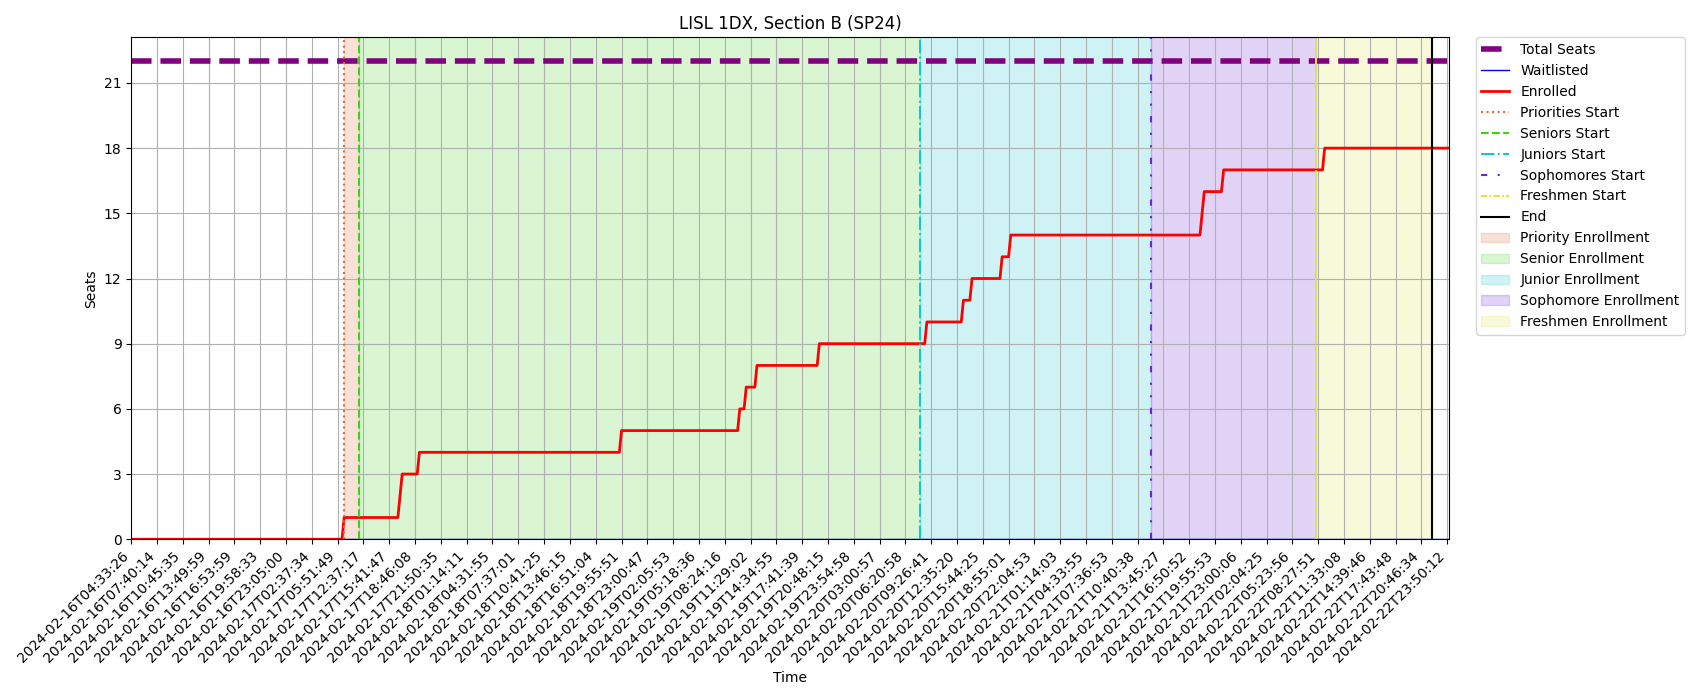 LISL 1DX, Section B (SP24)
Total Seats
Waitlisted
Enrolled
Priorities Start
Seniors Start
Juniors Start
Sophomores Start
Freshmen Start
End
Priority Enrollment
Senior Enrollment
Junior Enrollment
Sophomore Enrollment
Freshmen Enrollment
Seats
21
18
15
12
9
6
3
0
2024-02-16T04:33:26
2024-02-16T07:40:14
2024-02-16T10:45:35
2024-02-16T13:49:59
2024-02-16T16:53:59
2024-02-16T19:58:33
2024-02-16T23:05:00
2024-02-17T02:37:34
2024-02-17T05:51:49
2024-02-17T12:37:17
2024-02-17T15:41:47
2024-02-17T18:46:08
2024-02-17T21:50:35
2024-02-18T01:14:11
2024-02-18T04:31:55
2024-02-18T07:37:01
2024-02-18T10:41:25
2024-02-18T13:46:15
2024-02-18T16:51:04
2024-02-18T19:55:51
2024-02-18T23:00:47
2024-02-19T02:05:53
2024-02-19T05:18:36
2024-02-19T08:24:16
2024-02-19T11:29:02
2024-02-19T14:34:55
2024-02-19T17:41:39
2024-02-19T20:48:15
2024-02-19T23:54:58
2024-02-20T03:00:57
2024-02-20T06:20:58
2024-02-20T09:26:41
2024-02-20T12:35:20
2024-02-20T15:44:25
2024-02-20T18:55:01
2024-02-20T22:04:53
2024-02-21T01:14:03
2024-02-21T04:33:55
2024-02-21T07:36:53
2024-02-21T10:40:38
2024-02-21T13:45:27
2024-02-21T16:50:52
2024-02-21T19:55:53
2024-02-21T23:00:06
2024-02-22T02:04:25
2024-02-22T05:23:56
2024-02-22T08:27:51
2024-02-22T11:33:08
2024-02-22T14:39:46
2024-02-22T17:43:48
2024-02-22T20:46:34
2024-02-22T23:50:12
Time